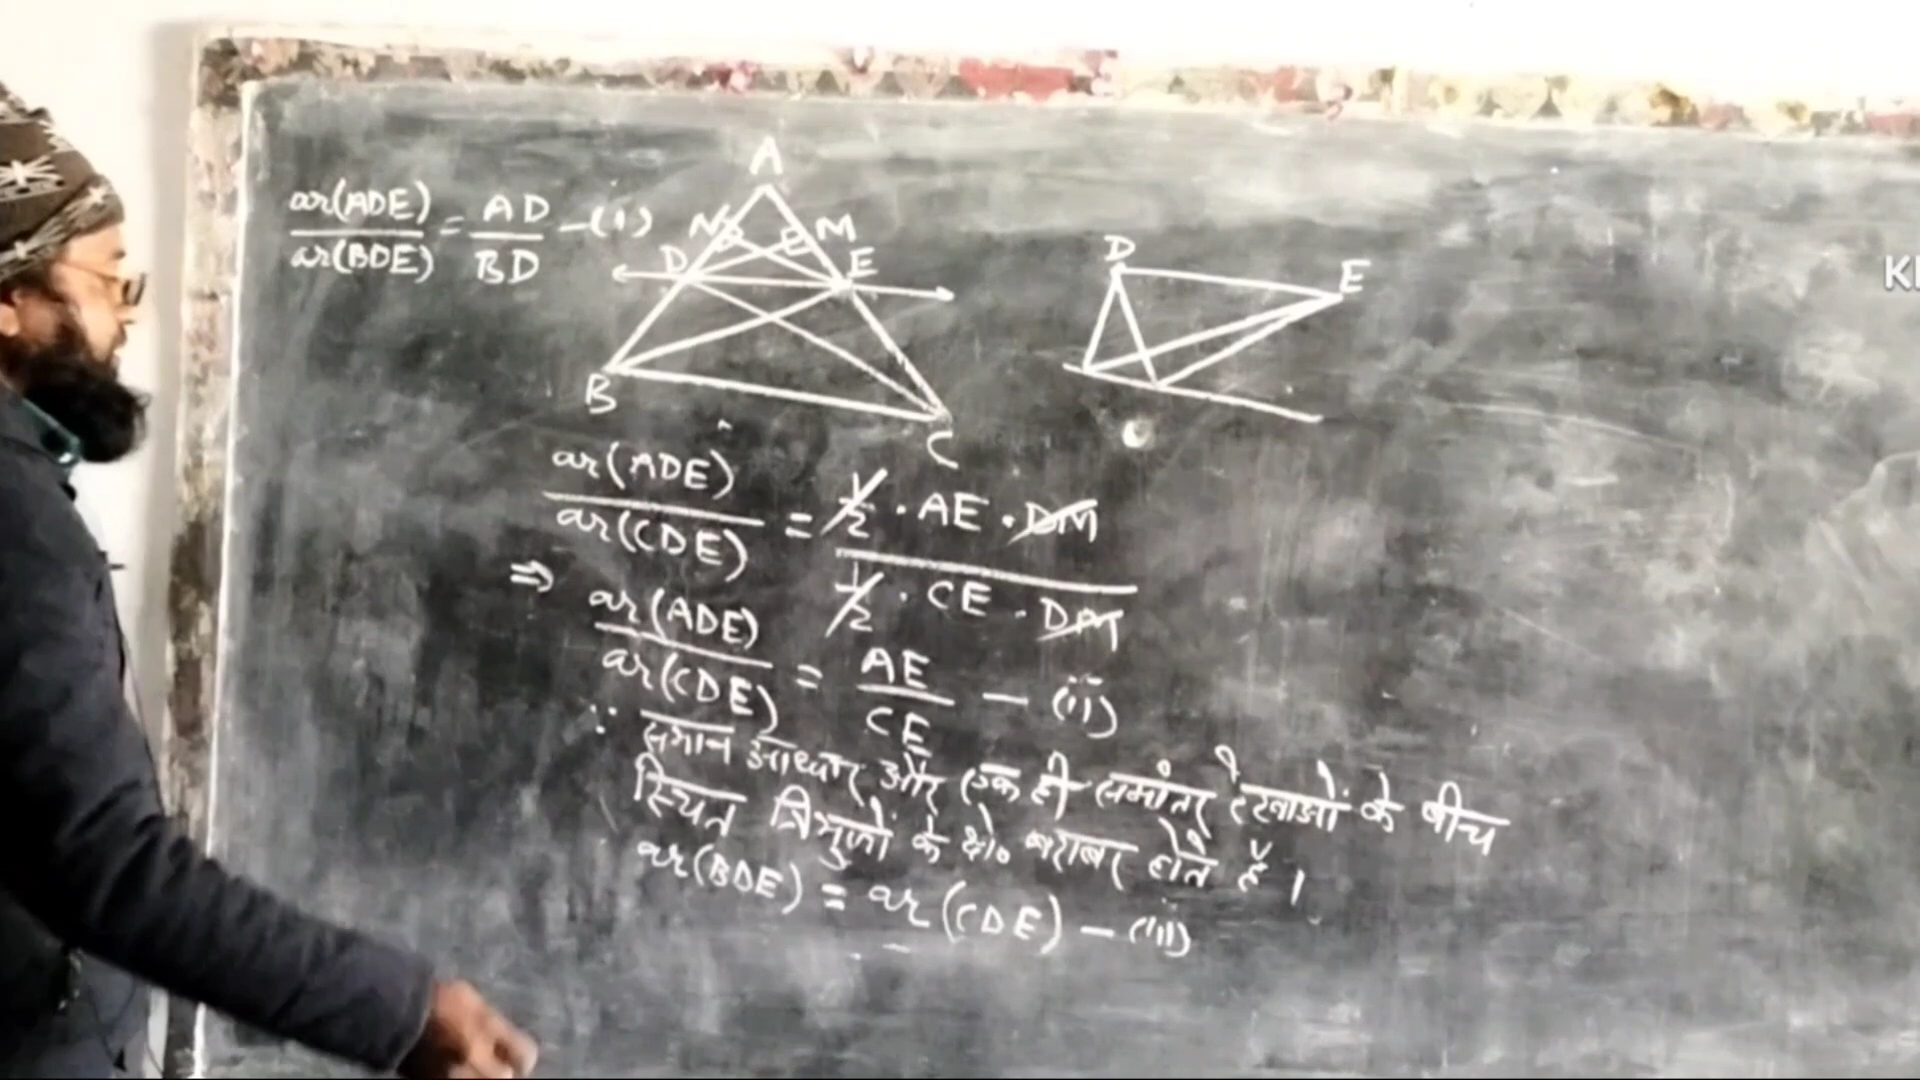 ar(ADE)/ar(BDE) = AD/BD - (i)
A
N M
D E
B
C
D E
ar(ADE)/ar(CDE) = 1/2 · AE · DM / 1/2 · CE · DM
⇒ ar(ADE)/ar(CDE) = AE/CE - (ii)
∵ समान आधार और एक ही समांतर रेखाओं के बीच
स्थित त्रिभुजों के क्षे० बराबर होते हैं।
ar(BDE) = ar(CDE) - (iii)